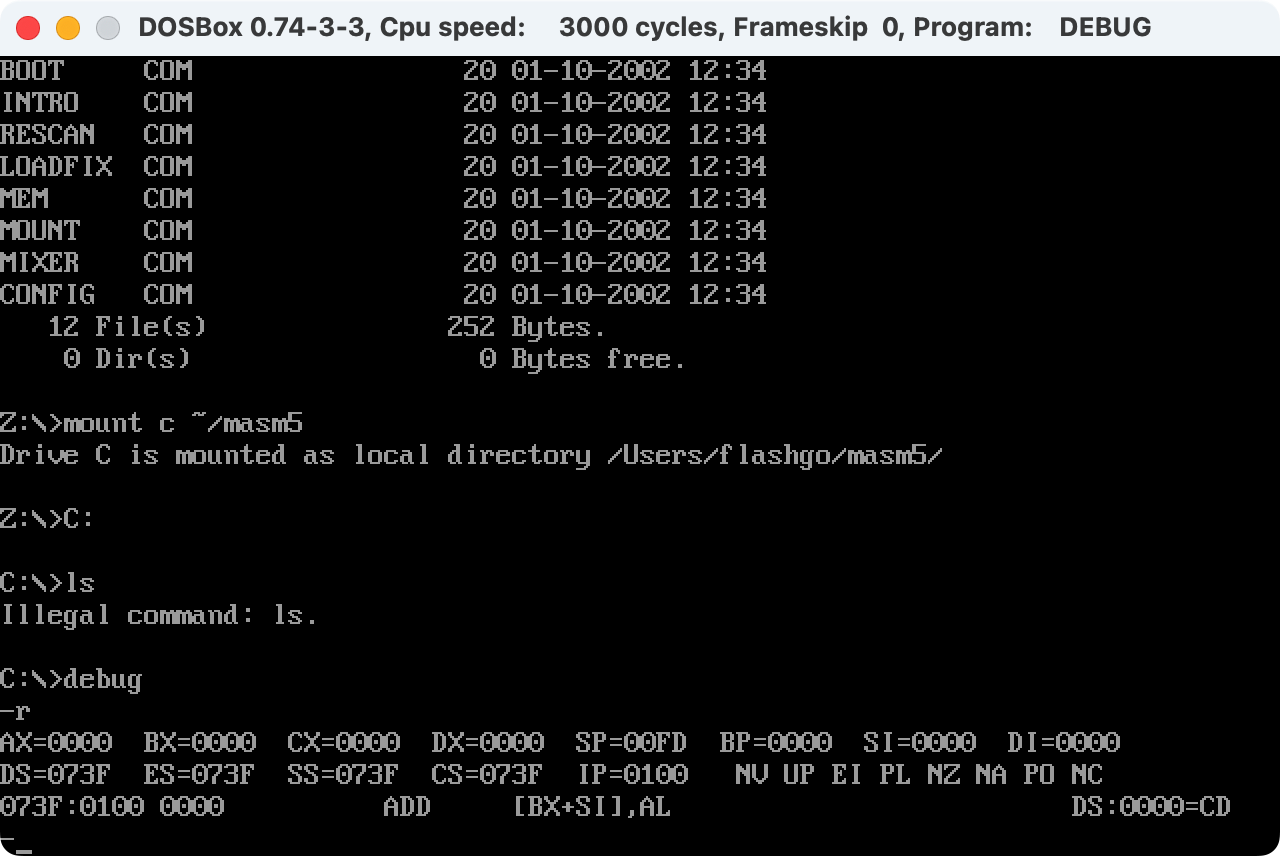 DOSBox 0.74-3-3, Cpu speed:    3000 cycles, Frameskip  0, Program:   DEBUG
BOOT     COM                 20 01-10-2002 12:34
INTRO    COM                 20 01-10-2002 12:34
RESCAN   COM                 20 01-10-2002 12:34
LOADFIX  COM                 20 01-10-2002 12:34
MEM      COM                 20 01-10-2002 12:34
MOUNT    COM                 20 01-10-2002 12:34
MIXER    COM                 20 01-10-2002 12:34
CONFIG   COM                 20 01-10-2002 12:34
   12 File(s)               252 Bytes.
    0 Dir(s)                  0 Bytes free.
Z:\>mount c ~/masm5
Drive C is mounted as local directory /Users/flashgo/masm5/
Z:\>C:
C:\>ls
Illegal command: ls.
C:\>debug
-r
AX=0000  BX=0000  CX=0000  DX=0000  SP=00FD  BP=0000  SI=0000  DI=0000
DS=073F  ES=073F  SS=073F  CS=073F  IP=0100   NV UP EI PL NZ NA PO NC
073F:0100 0000          ADD     [BX+SI],AL                         DS:0000=CD
-_